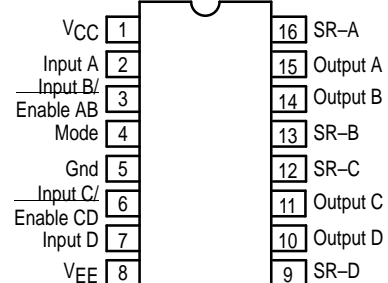 VCC 1 16 SR–A
Input A 2 15 Output A
Input B/
Enable AB 3 14 Output B
Mode 4 13 SR–B
Gnd 5 12 SR–C
Input C/
Enable CD 6 11 Output C
Input D 7 10 Output D
VEE 8 9 SR–D